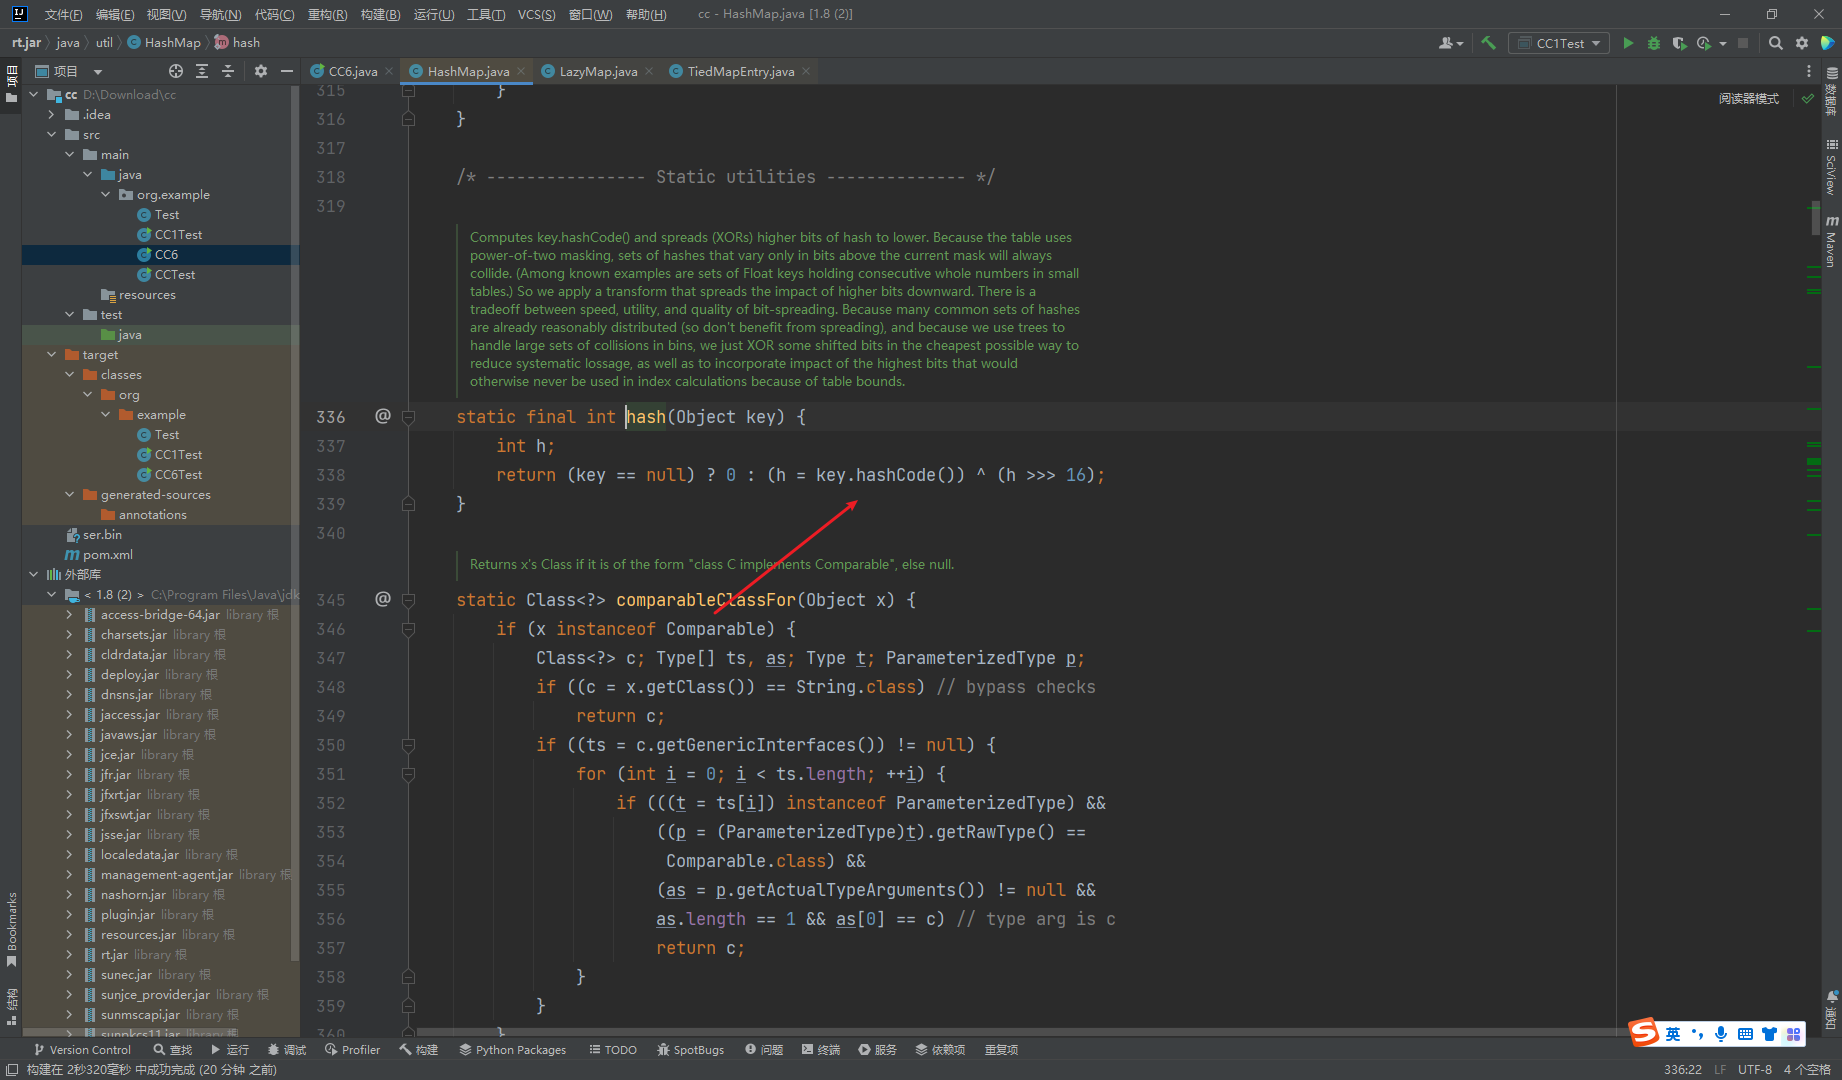 文件(F) 编辑(E) 视图(V) 导航(N) 代码(C) 重构(R) 构建(B) 运行(U) 工具(T) VCS(S) 窗口(W) 帮助(H) cc - HashMap.java [1.8 (2)]
rt.jar java util HashMap hash
CC1Test
项目
项目
CC6.java HashMap.java LazyMap.java TiedMapEntry.java
cc D:\Download\cc
.idea
src
main
java
org.example
Test
CC1Test
CC6
CCTest
resources
test
java
target
classes
org
example
Test
CC1Test
CC6Test
generated-sources
annotations
ser.bin
pom.xml
外部库
< 1.8 (2) > C:\Program Files\Java\jdk
access-bridge-64.jar library 根
charsets.jar library 根
cldrdata.jar library 根
deploy.jar library 根
dnsns.jar library 根
jaccess.jar library 根
javaws.jar library 根
jce.jar library 根
jfr.jar library 根
jfxrt.jar library 根
jfxswt.jar library 根
jsse.jar library 根
localedata.jar library 根
management-agent.jar library 根
nashorn.jar library 根
plugin.jar library 根
resources.jar library 根
rt.jar library 根
sunec.jar library 根
sunjce_provider.jar library 根
sunmscapi.jar library 根
sunpkcs11.jar library 根
Bookmarks
结构
阅读器模式
315 }
316 }
317
318 /* ---------------- Static utilities -------------- */
319
Computes key.hashCode() and spreads (XORs) higher bits of hash to lower. Because the table uses
power-of-two masking, sets of hashes that vary only in bits above the current mask will always
collide. (Among known examples are sets of Float keys holding consecutive whole numbers in small
tables.) So we apply a transform that spreads the impact of higher bits downward. There is a
tradeoff between speed, utility, and quality of bit-spreading. Because many common sets of hashes
are already reasonably distributed (so don't benefit from spreading), and because we use trees to
handle large sets of collisions in bins, we just XOR some shifted bits in the cheapest possible way to
reduce systematic lossage, as well as to incorporate impact of the highest bits that would
otherwise never be used in index calculations because of table bounds.
336 @ static final int hash(Object key) {
337 int h;
338 return (key == null) ? 0 : (h = key.hashCode()) ^ (h >>> 16);
339 }
340
Returns x's Class if it is of the form "class C implements Comparable", else null.
345 @ static Class<?> comparableClassFor(Object x) {
346 if (x instanceof Comparable) {
347 Class<?> c; Type[] ts, as; Type t; ParameterizedType p;
348 if ((c = x.getClass()) == String.class) // bypass checks
349 return c;
350 if ((ts = c.getGenericInterfaces()) != null) {
351 for (int i = 0; i < ts.length; ++i) {
352 if (((t = ts[i]) instanceof ParameterizedType) &&
353 ((p = (ParameterizedType)t).getRawType() ==
354 Comparable.class) &&
355 (as = p.getActualTypeArguments()) != null &&
356 as.length == 1 && as[0] == c) // type arg is c
357 return c;
358 }
359 }
360 }
数据库
SciView
Maven
通知
英
Version Control 查找 运行 调试 Profiler 构建 Python Packages TODO SpotBugs 问题 终端 服务 依赖项 重复项
构建在 2秒320毫秒 中成功完成 (20 分钟 之前) 336:22 LF UTF-8 4 个空格